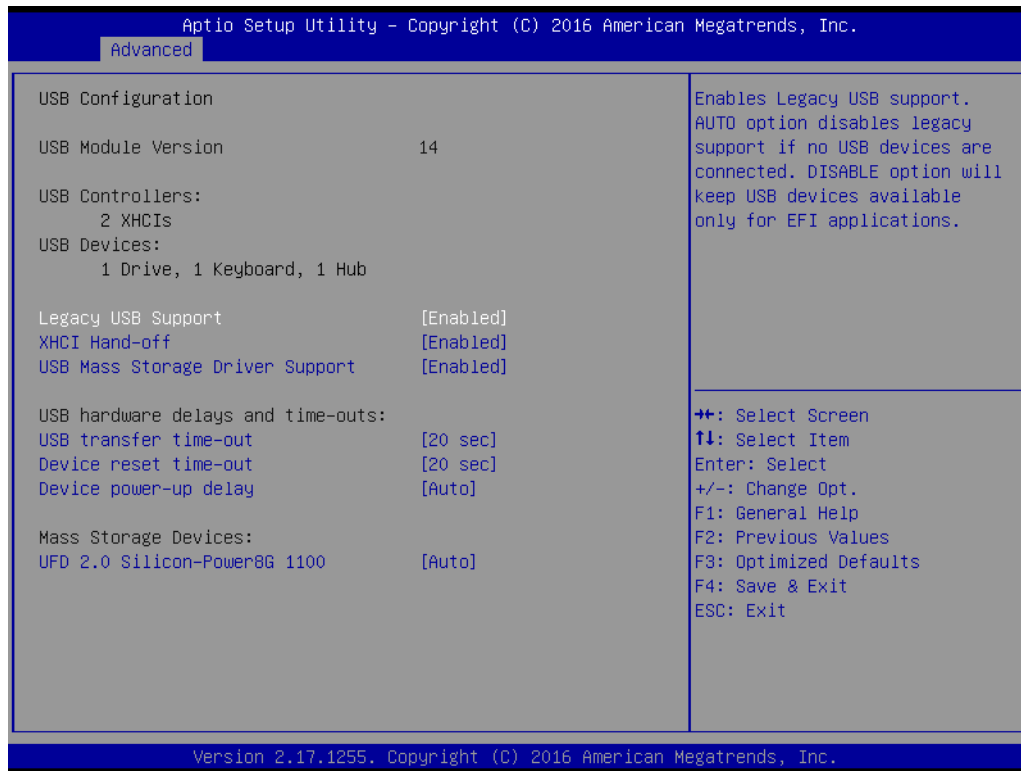 Aptio Setup Utility – Copyright (C) 2016 American Megatrends, Inc.
Advanced
USB Configuration
USB Module Version 14
USB Controllers:
2 XHCIs
USB Devices:
1 Drive, 1 Keyboard, 1 Hub
Legacy USB Support [Enabled]
XHCI Hand-off [Enabled]
USB Mass Storage Driver Support [Enabled]
USB hardware delays and time-outs:
USB transfer time-out [20 sec]
Device reset time-out [20 sec]
Device power-up delay [Auto]
Mass Storage Devices:
UFD 2.0 Silicon-Power8G 1100 [Auto]
Enables Legacy USB support.
AUTO option disables legacy
support if no USB devices are
connected. DISABLE option will
keep USB devices available
only for EFI applications.
→←: Select Screen
↑↓: Select Item
Enter: Select
+/-: Change Opt.
F1: General Help
F2: Previous Values
F3: Optimized Defaults
F4: Save & Exit
ESC: Exit
Version 2.17.1255. Copyright (C) 2016 American Megatrends, Inc.